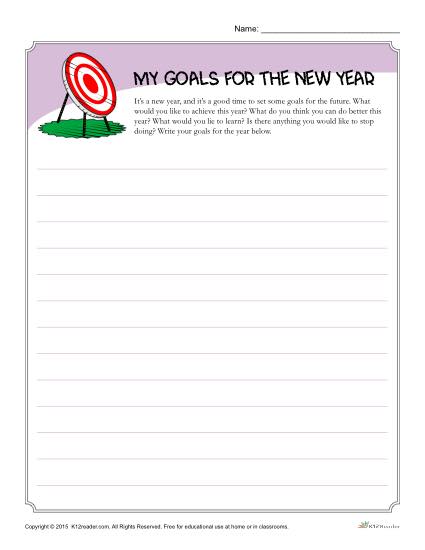 Name:
MY GOALS FOR THE NEW YEAR
It's a new year, and it's a good time to set some goals for the future. What
would you like to achieve this year? What do you think you can do better this
year? What would you lie to learn? Is there anything you would like to stop
doing? Write your goals for the year below.
Copyright © 2015 K12reader.com. All Rights Reserved. Free for educational use at home or in classrooms.
K12Reader